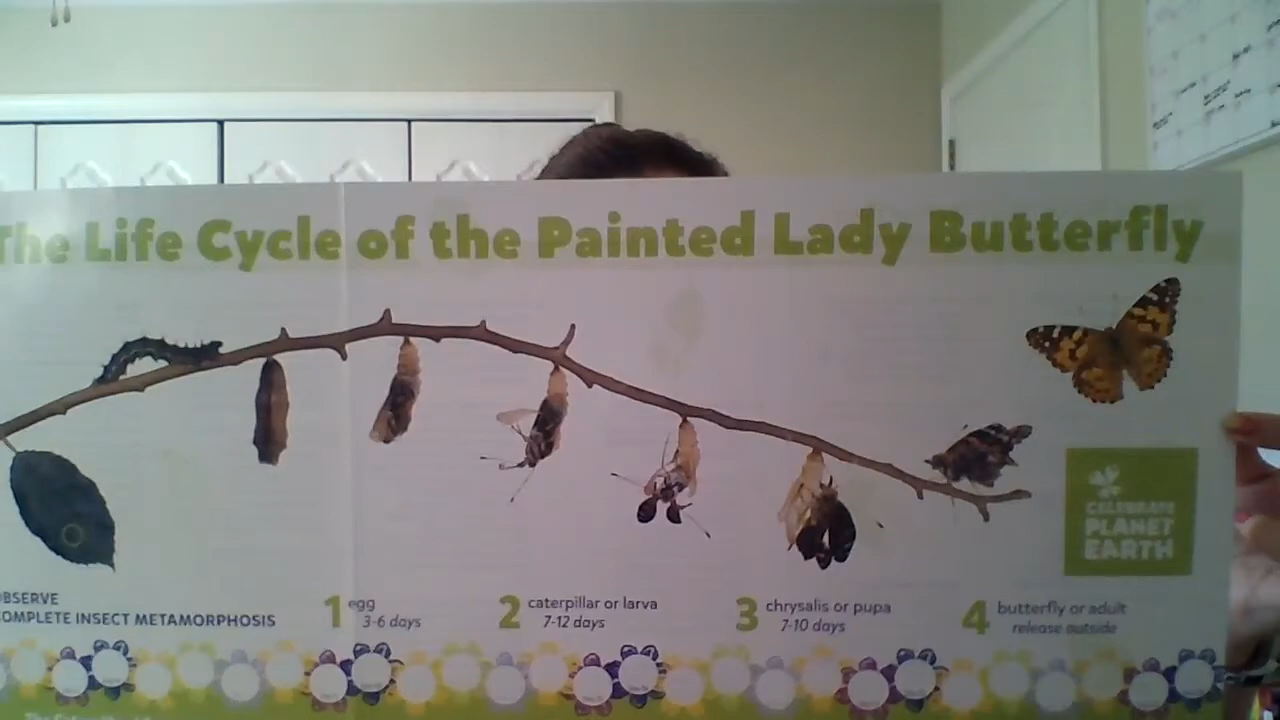 The Life Cycle of the Painted Lady Butterfly
CELEBRATE
PLANET
EARTH
OBSERVE
COMPLETE INSECT METAMORPHOSIS
1 egg
3-6 days
2 caterpillar or larva
7-12 days
3 chrysalis or pupa
7-10 days
4 butterfly or adult
release outside